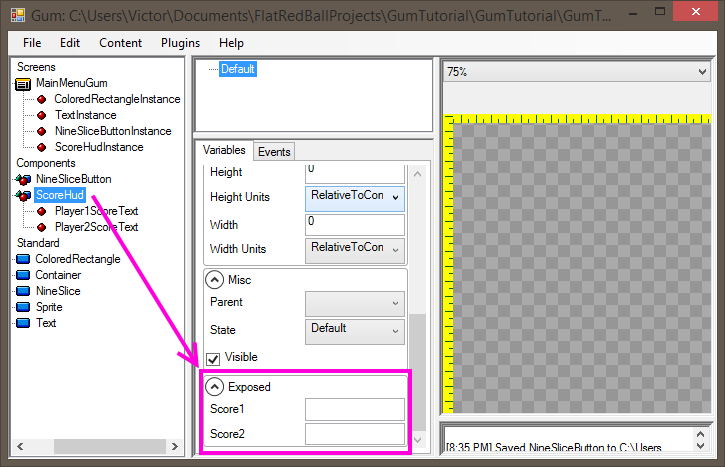 Gum: C:\Users\Victor\Documents\FlatRedBallProjects\GumTutorial\GumTutorial\GumT...
File Edit Content Plugins Help
Screens
MainMenuGum
ColoredRectangleInstance
TextInstance
NineSliceButtonInstance
ScoreHudInstance
Components
NineSliceButton
ScoreHud
Player1ScoreText
Player2ScoreText
Standard
ColoredRectangle
Container
NineSlice
Sprite
Text
Default
Variables Events
Height 0
Height Units RelativeToCon
Width 0
Width Units RelativeToCon
Misc
Parent
State Default
Visible
Exposed
Score1
Score2
75%
[8:35 PM] Saved NineSliceButton to C:\Users